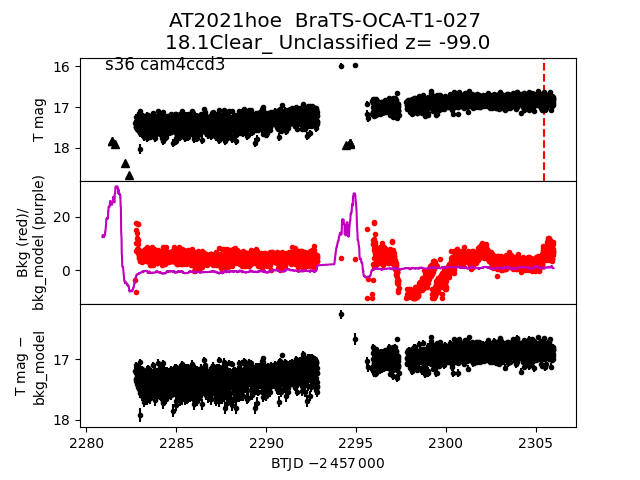 AT2021hoe  BraTS-OCA-T1-027
18.1Clear_ Unclassified z= -99.0
s36 cam4ccd3
16
17
18
T mag
20
0
Bkg (red)/
bkg_model (purple)
17
18
T mag −
bkg_model
2280 2285 2290 2295 2300 2305
BTJD −2 457 000